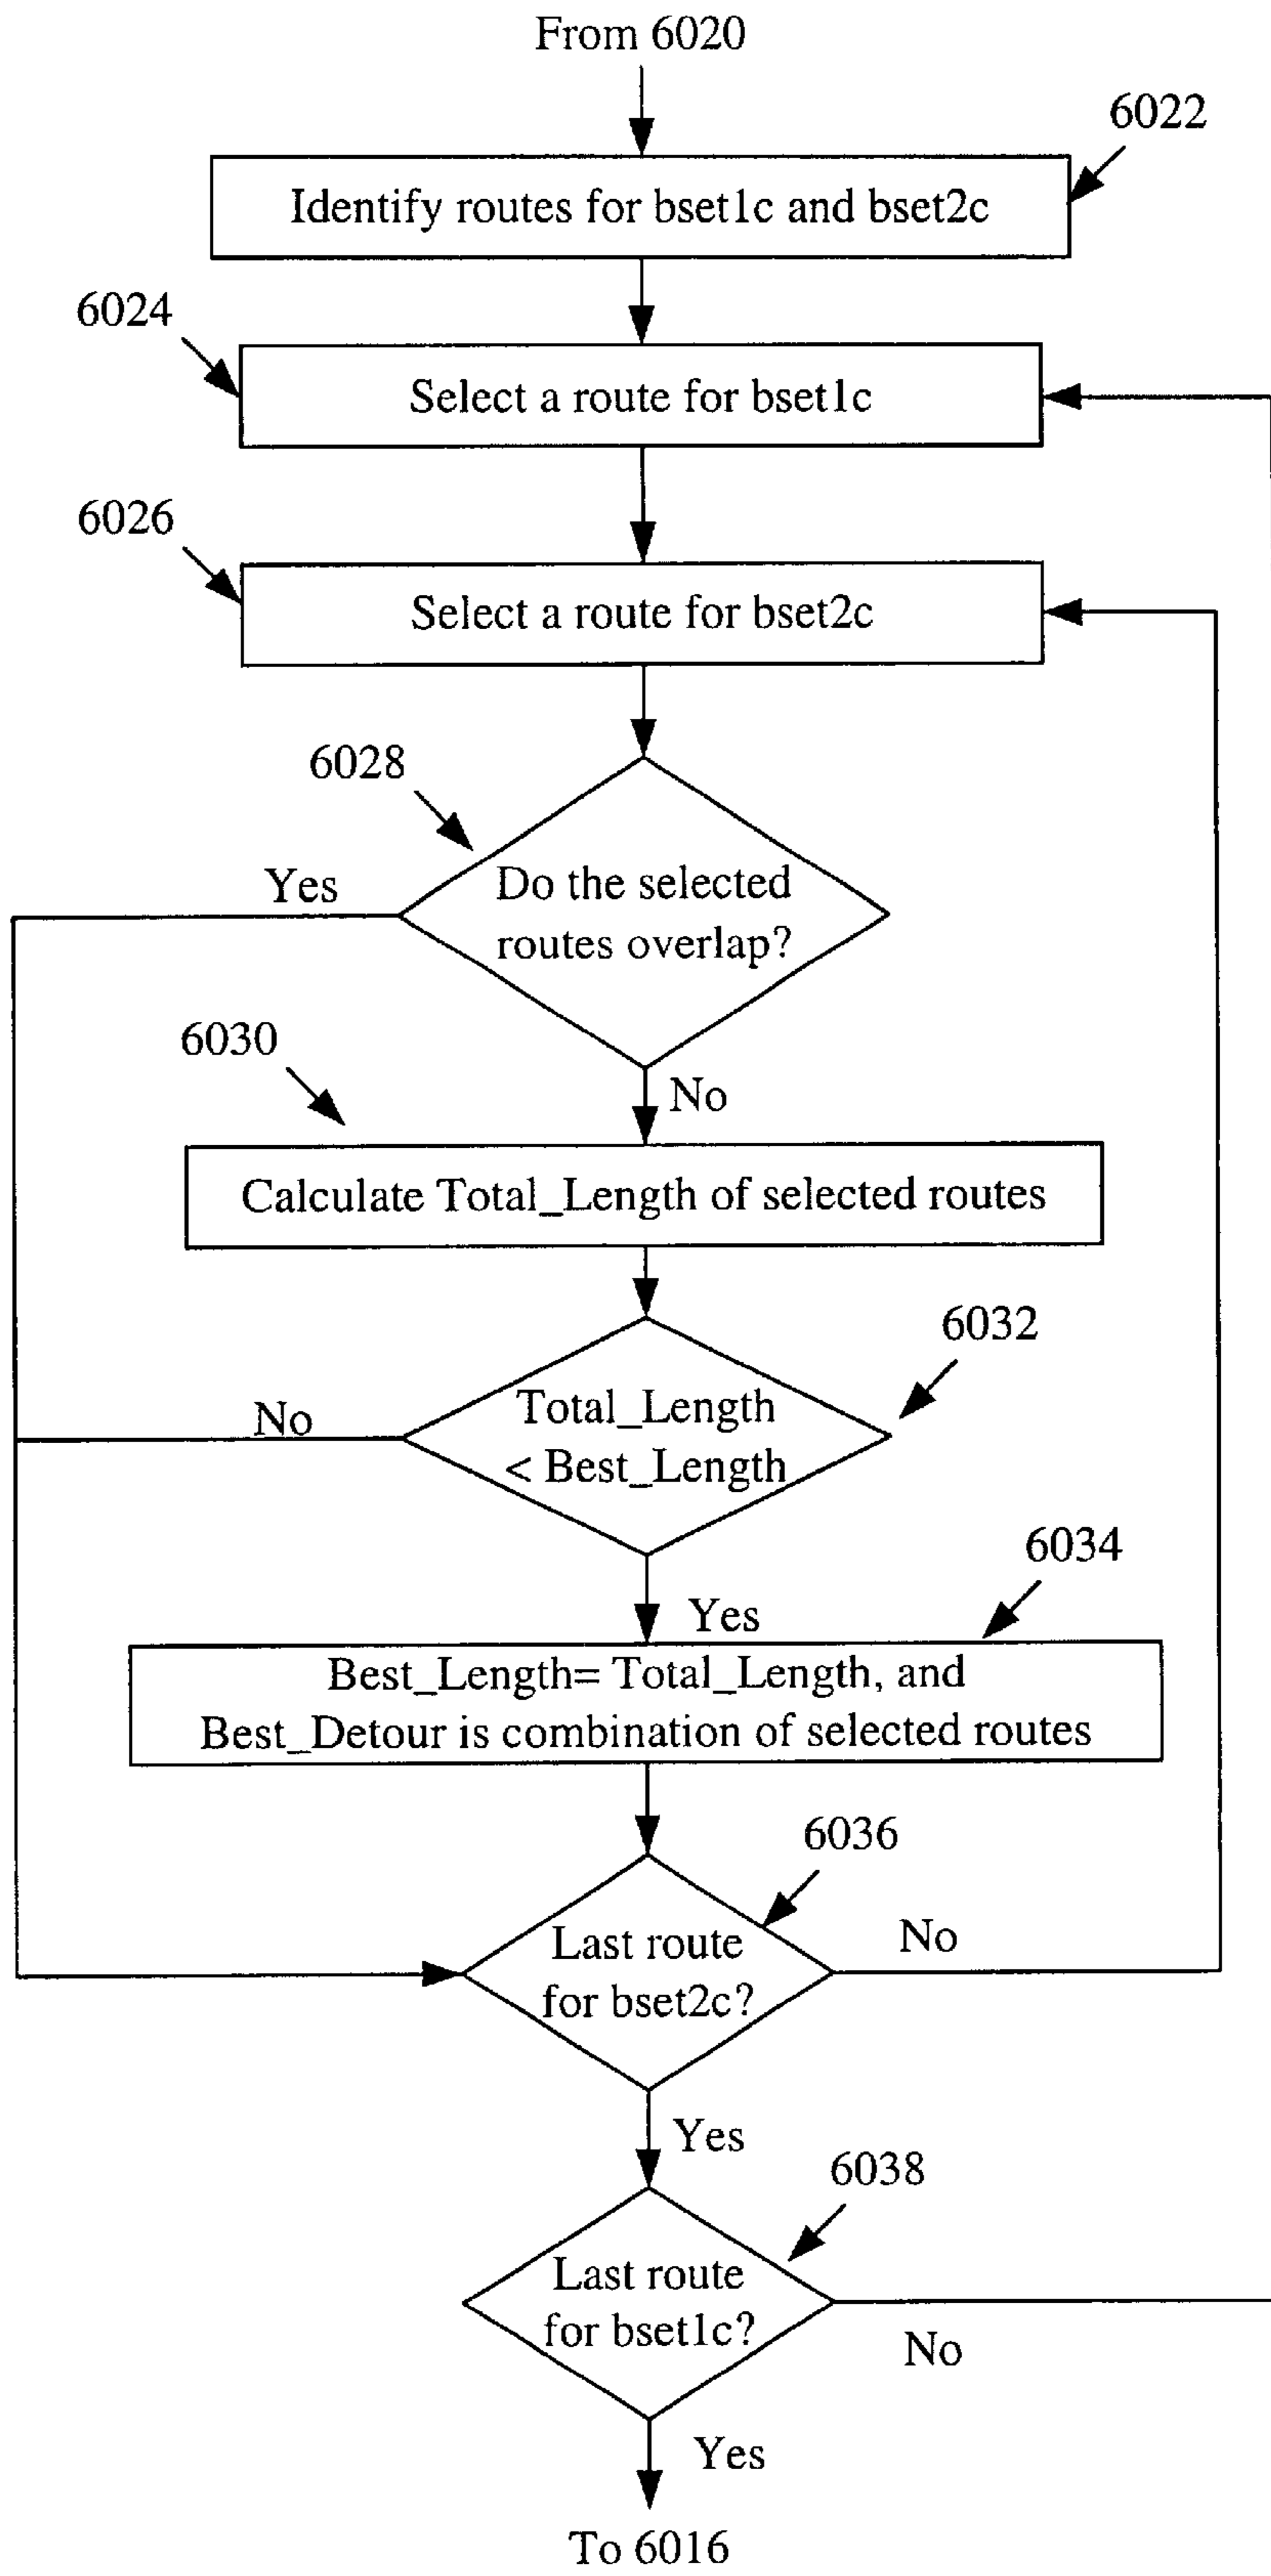 From 6020
6022
Identify routes for bset1c and bset2c
6024
Select a route for bset1c
6026
Select a route for bset2c
6028
Yes
Do the selected
routes overlap?
6030
No
Calculate Total_Length of selected routes
6032
No
Total_Length
< Best_Length
6034
Yes
Best_Length= Total_Length, and
Best_Detour is combination of selected routes
6036
Last route
for bset2c?
No
Yes
6038
Last route
for bset1c?
No
Yes
To 6016